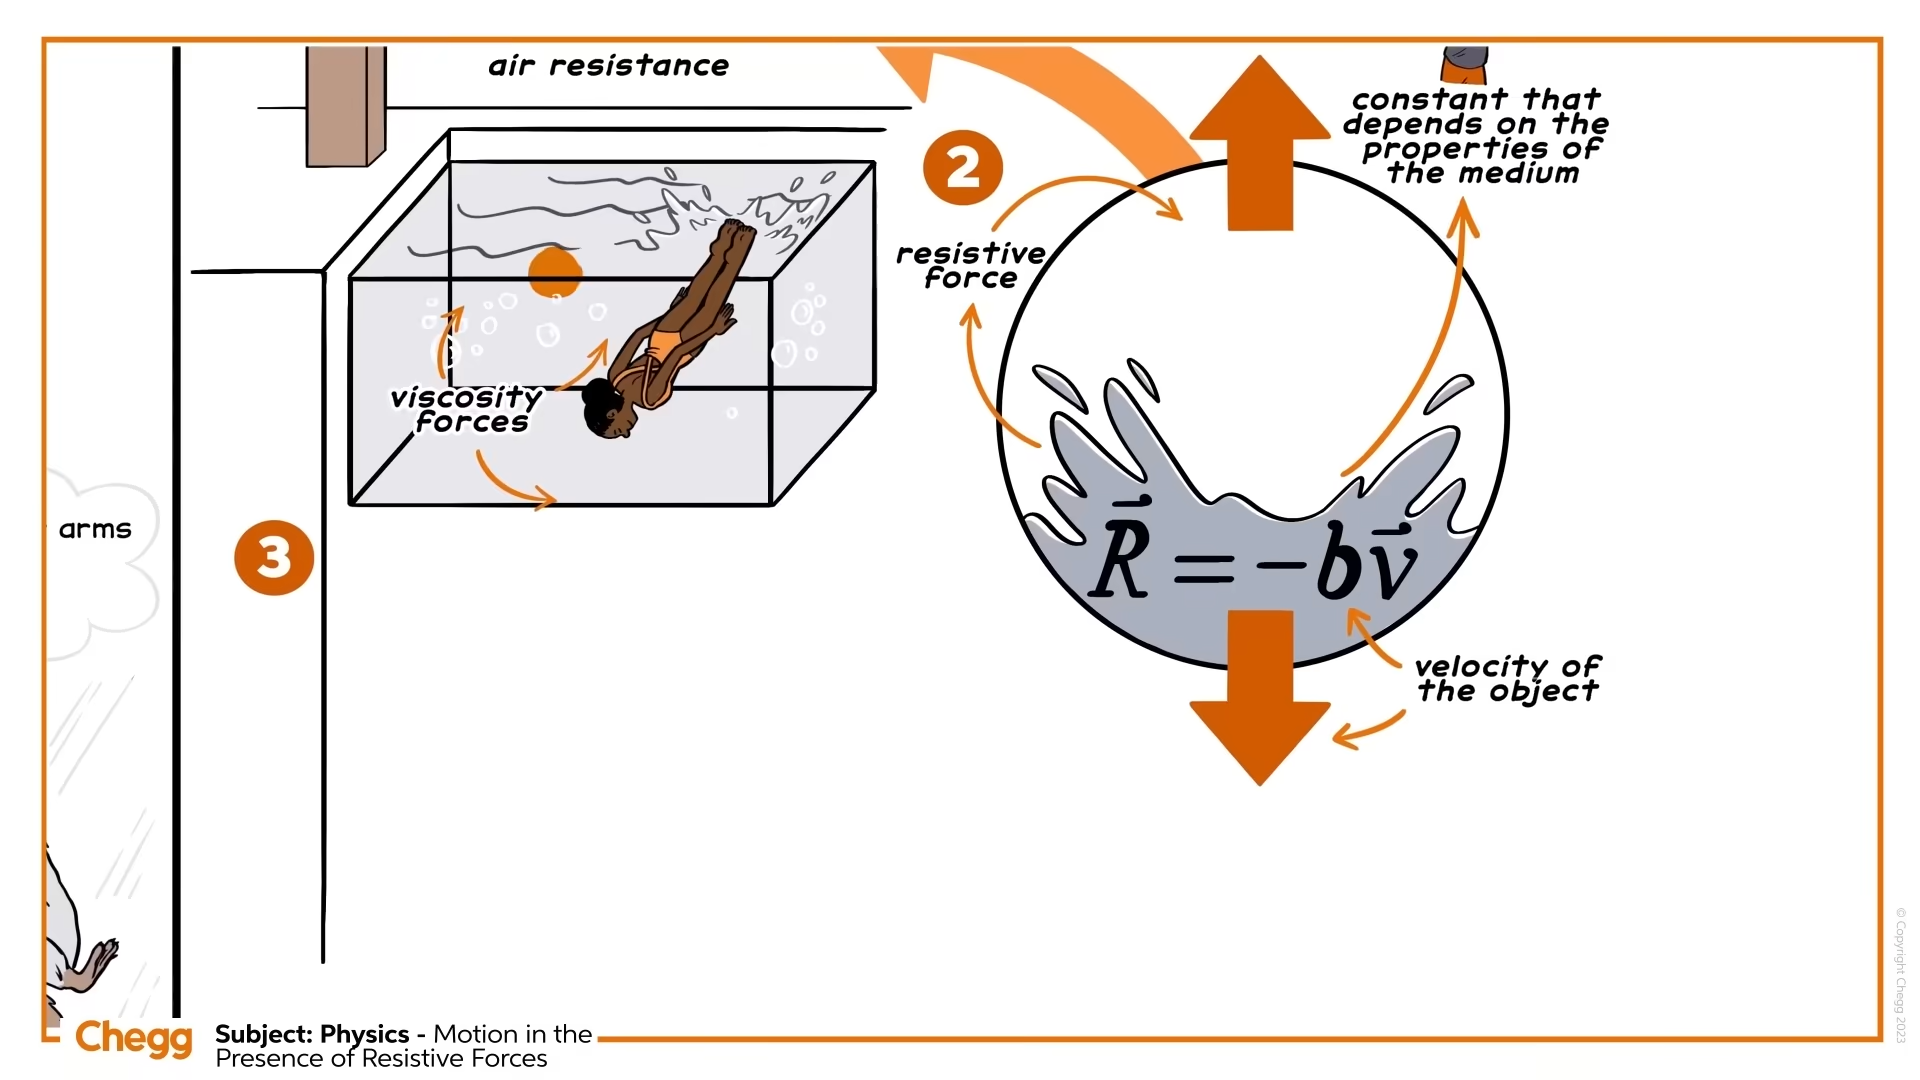 air resistance
2
constant that
depends on the
properties of
the medium
resistive
force
viscosity
forces
R = -bv
arms
3
velocity of
the object
Chegg
Subject: Physics - Motion in the
Presence of Resistive Forces
© Copyright Chegg 2023